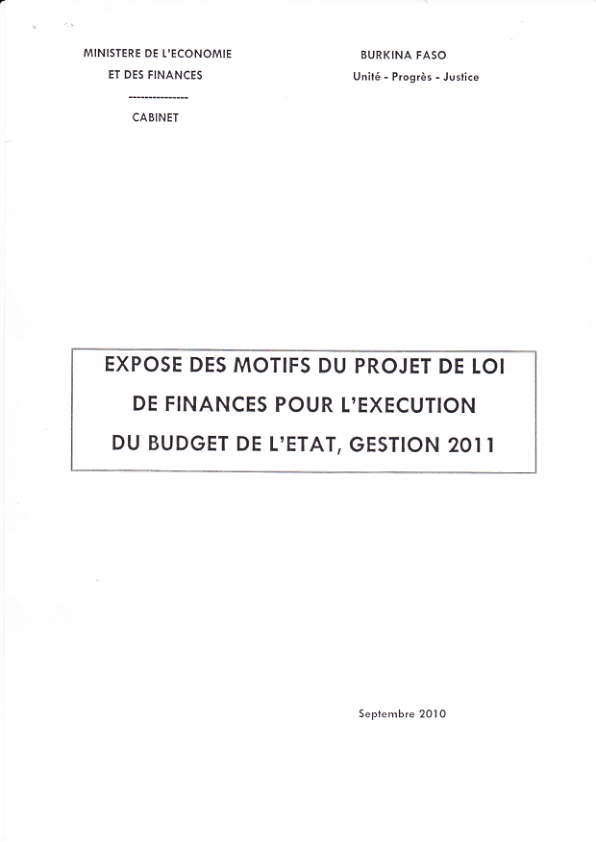 MINISTERE DE L'ECONOMIE
ET DES FINANCES
---------------
CABINET
BURKINA FASO
Unité - Progrès - Justice
EXPOSE DES MOTIFS DU PROJET DE LOI
DE FINANCES POUR L'EXECUTION
DU BUDGET DE L'ETAT, GESTION 2011
Septembre 2010